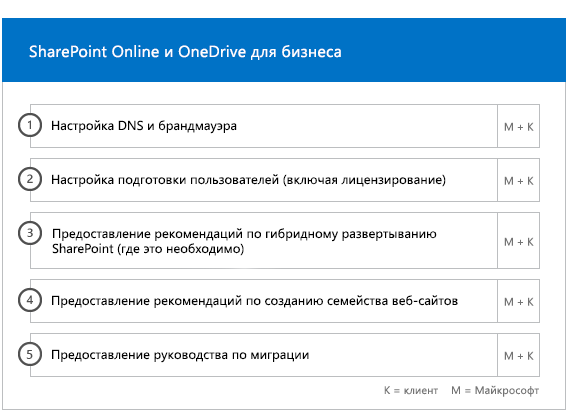 SharePoint Online и OneDrive для бизнеса
1 Настройка DNS и брандмауэра М + К
2 Настройка подготовки пользователей (включая лицензирование) М + К
3 Предоставление рекомендаций по гибридному развертыванию
SharePoint (где это необходимо) М + К
4 Предоставление рекомендаций по созданию семейства веб-сайтов М + К
5 Предоставление руководства по миграции М + К
К = клиент М = Майкрософт